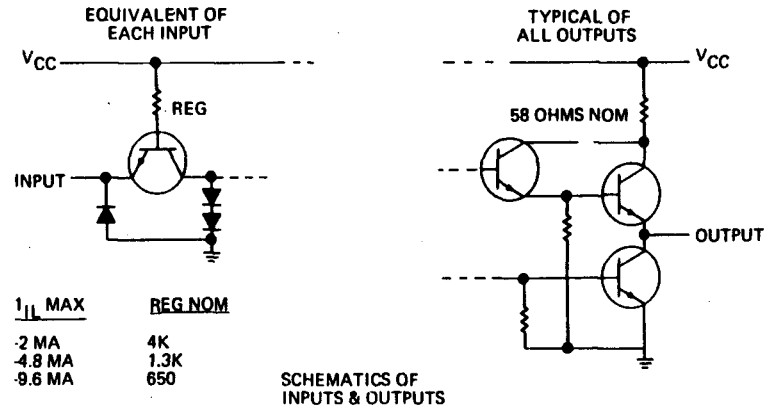 EQUIVALENT OF
EACH INPUT
VCC
REG
INPUT
1IL MAX REG NOM
-2 MA 4K
-4.8 MA 1.3K
-9.6 MA 650
TYPICAL OF
ALL OUTPUTS
VCC
58 OHMS NOM
OUTPUT
SCHEMATICS OF
INPUTS & OUTPUTS